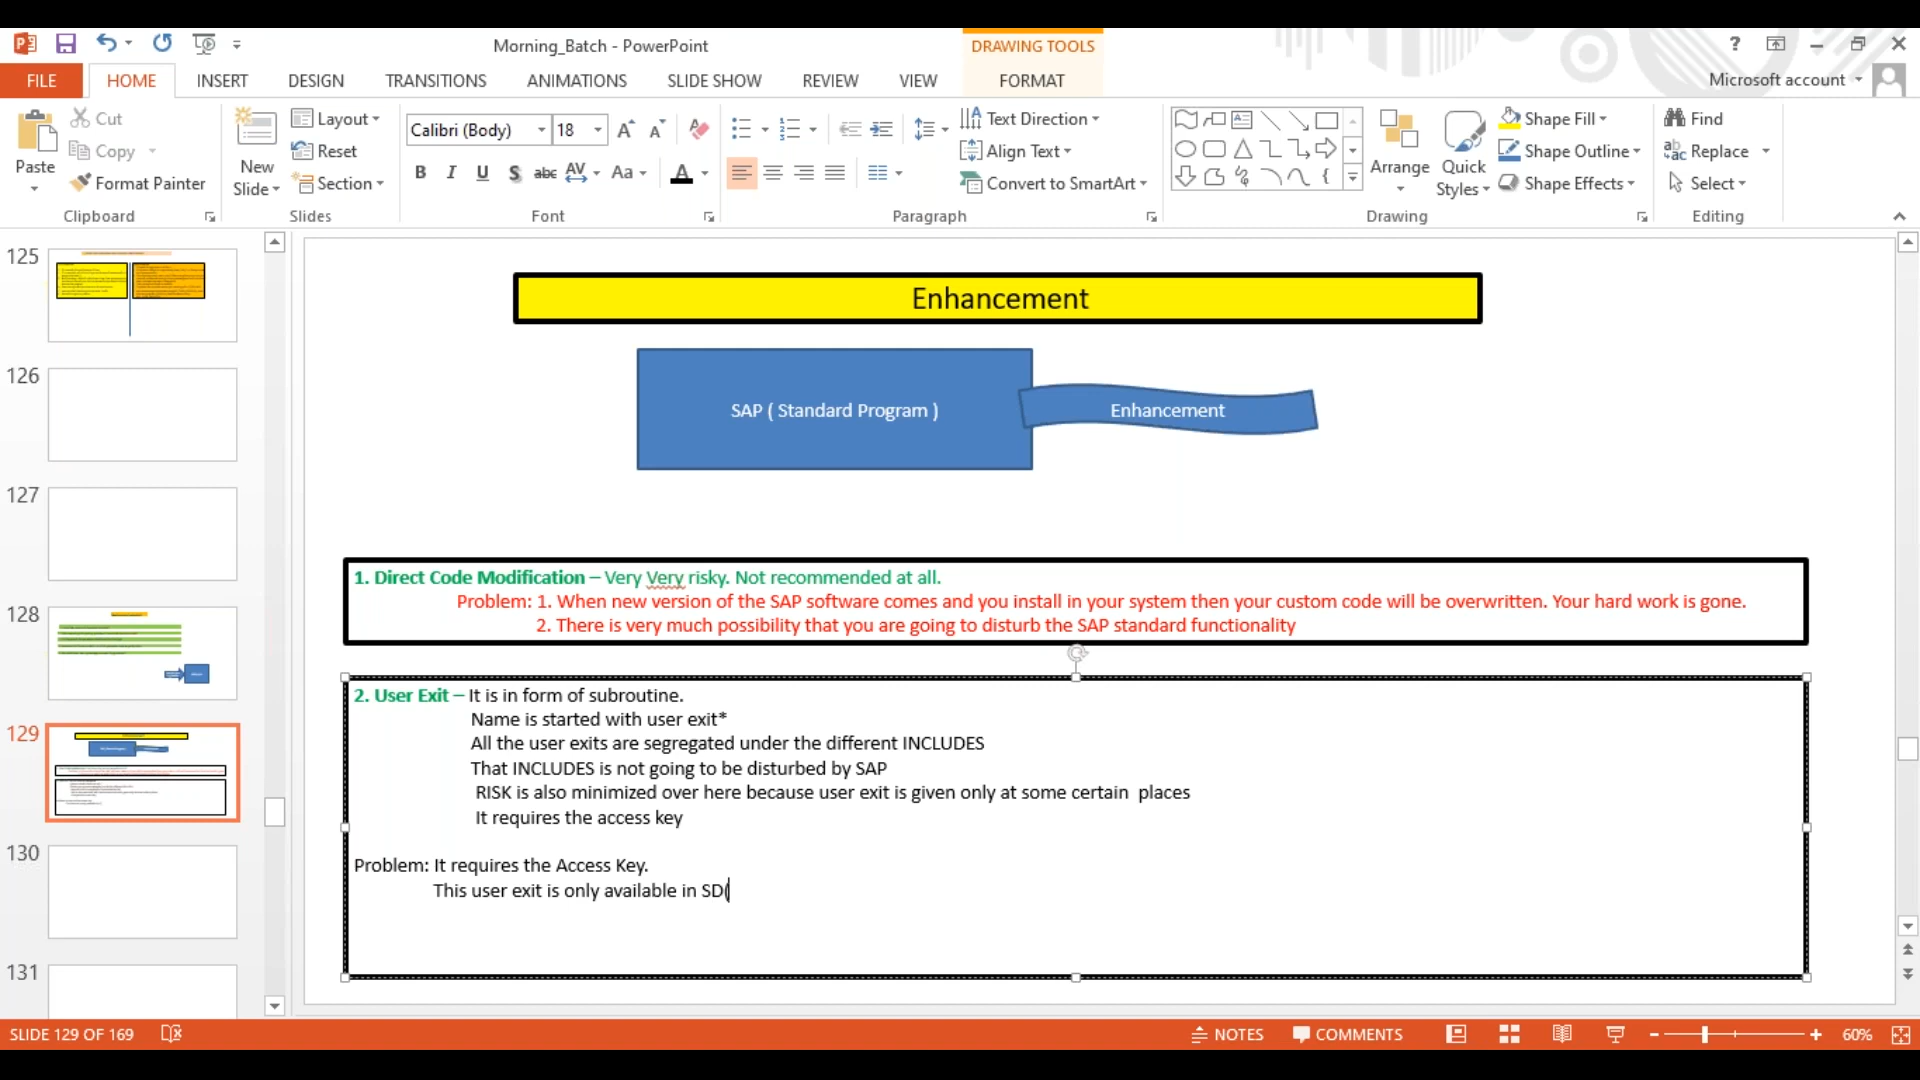 Morning_Batch - PowerPoint
DRAWING TOOLS
?
FILE
HOME
INSERT
DESIGN
TRANSITIONS
ANIMATIONS
SLIDE SHOW
REVIEW
VIEW
FORMAT
Microsoft account
Paste
Cut
Copy
Format Painter
Clipboard
New Slide
Layout
Reset
Section
Slides
Calibri (Body)
18
B I U S abc AV Aa A
Font
Text Direction
Align Text
Convert to SmartArt
Paragraph
Arrange
Quick Styles
Shape Fill
Shape Outline
Shape Effects
Drawing
Find
Replace
Select
Editing
125
126
127
128
129
130
131
Enhancement
SAP ( Standard Program )
Enhancement
1. Direct Code Modification – Very Very risky. Not recommended at all.
Problem: 1. When new version of the SAP software comes and you install in your system then your custom code will be overwritten. Your hard work is gone.
2. There is very much possibility that you are going to disturb the SAP standard functionality
2. User Exit – It is in form of subroutine.
Name is started with user exit*
All the user exits are segregated under the different INCLUDES
That INCLUDES is not going to be disturbed by SAP
RISK is also minimized over here because user exit is given only at some certain  places
It requires the access key
Problem: It requires the Access Key.
This user exit is only available in SD(
SLIDE 129 OF 169
NOTES
COMMENTS
60%